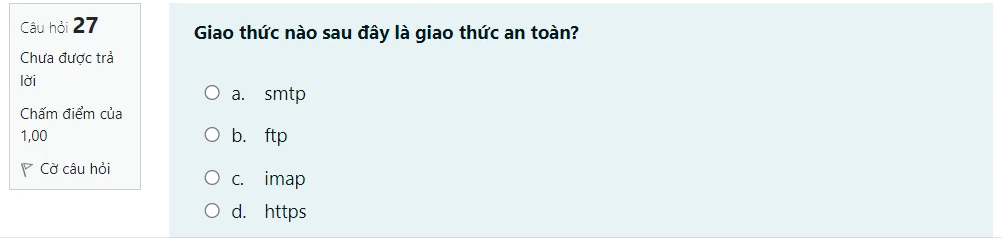 Câu hỏi 27
Chưa được trả
lời
Chấm điểm của
1,00
Cờ câu hỏi
Giao thức nào sau đây là giao thức an toàn?
a. smtp
b. ftp
c. imap
d. https